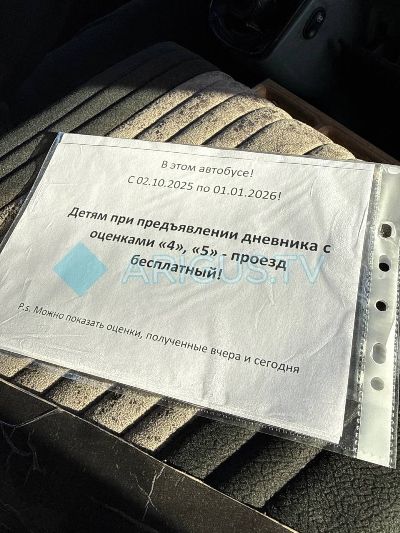 В этом автобусе!
С 02.10.2025 по 01.01.2026!
Детям при предъявлении дневника с
оценками «4», «5» - проезд
бесплатный!
ARIGUS.TV
P.s. Можно показать оценки, полученные вчера и сегодня